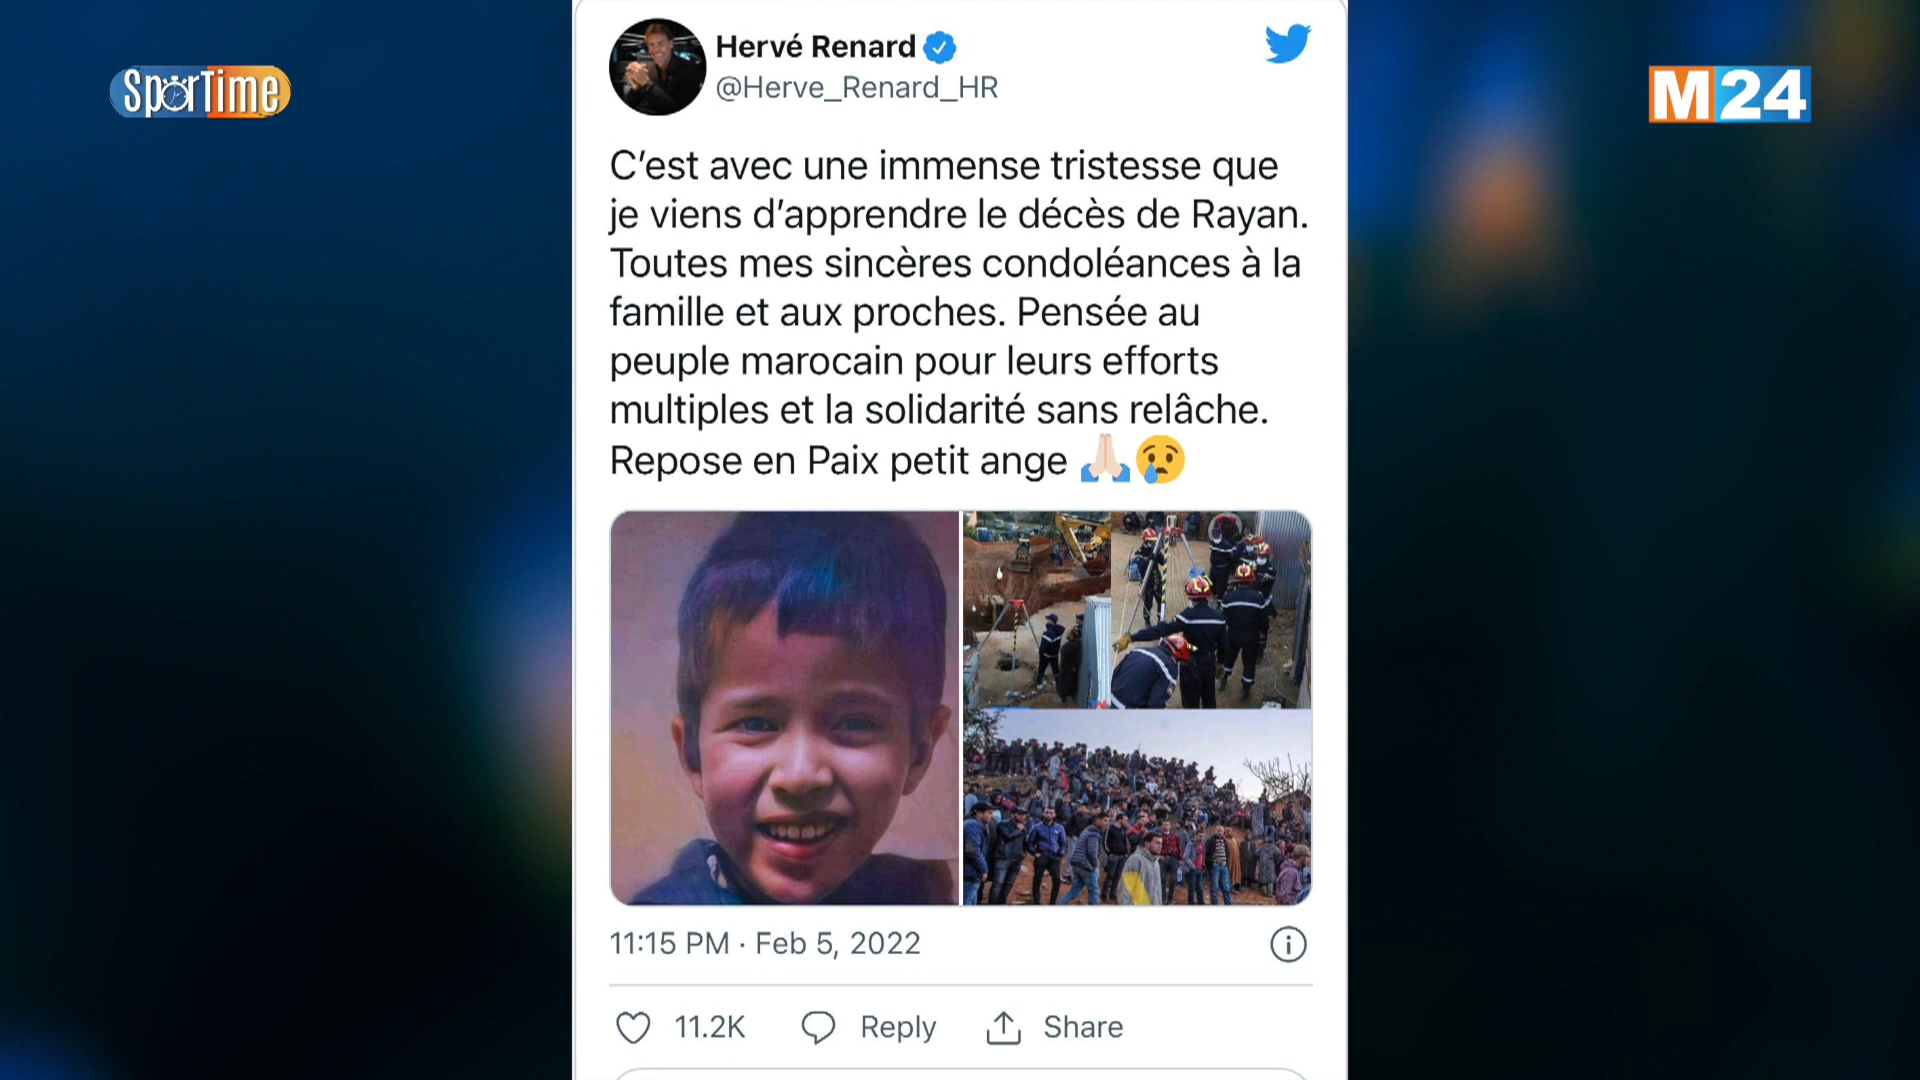 SporTime
M24
Hervé Renard
@Herve_Renard_HR
C’est avec une immense tristesse que
je viens d’apprendre le décès de Rayan.
Toutes mes sincères condoléances à la
famille et aux proches. Pensée au
peuple marocain pour leurs efforts
multiples et la solidarité sans relâche.
Repose en Paix petit ange 🙏🏻😢
11:15 PM · Feb 5, 2022
11.2K Reply Share